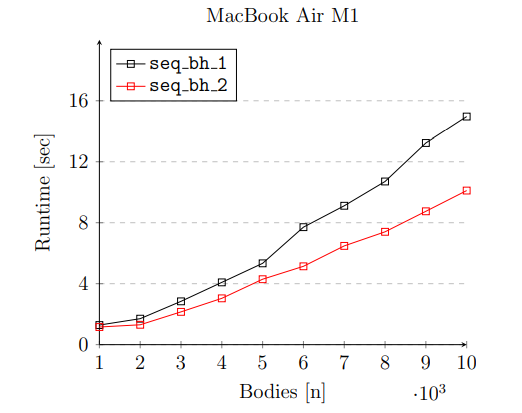 MacBook Air M1
seq_bh_1
seq_bh_2
Runtime [sec]
16
12
8
4
0
1 2 3 4 5 6 7 8 9 10
Bodies [n]
·10³